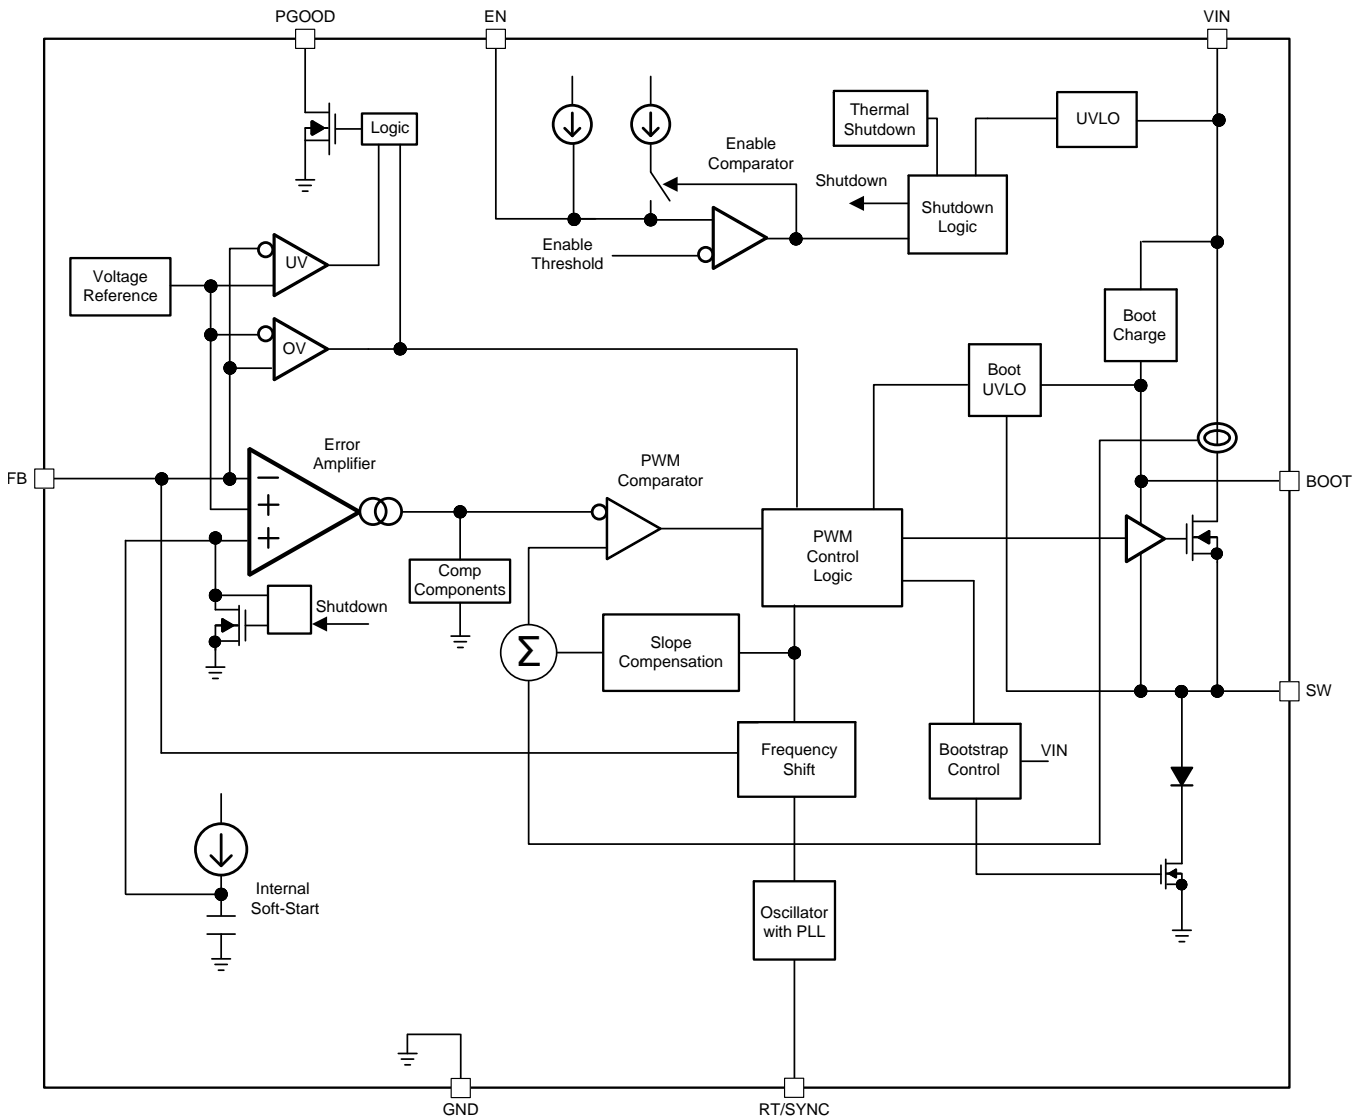 PGOOD
EN
VIN
Thermal
Shutdown
UVLO
Logic
Enable
Comparator
Shutdown
Shutdown
Logic
Enable
Threshold
UV
Voltage
Reference
OV
Boot
Charge
Boot
UVLO
Error
Amplifier
PWM
Comparator
FB
−
+
+
BOOT
PWM
Control
Logic
Comp
Components
Shutdown
Σ
Slope
Compensation
SW
Frequency
Shift
Bootstrap
Control
VIN
Internal
Soft-Start
Oscillator
with PLL
GND
RT/SYNC